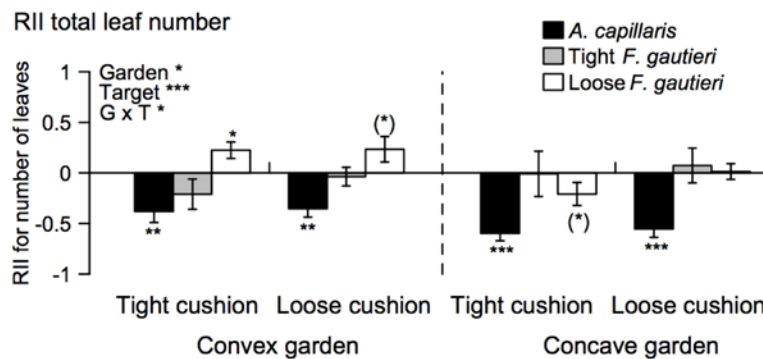 RII total leaf number
A. capillaris
Tight F. gautieri
Loose F. gautieri
RII for number of leaves
1
0.5
0
-0.5
-1
Garden *
Target ***
G x T *
**
*
**
(*)
***
(*)
***
Tight cushion Loose cushion Tight cushion Loose cushion
Convex garden Concave garden